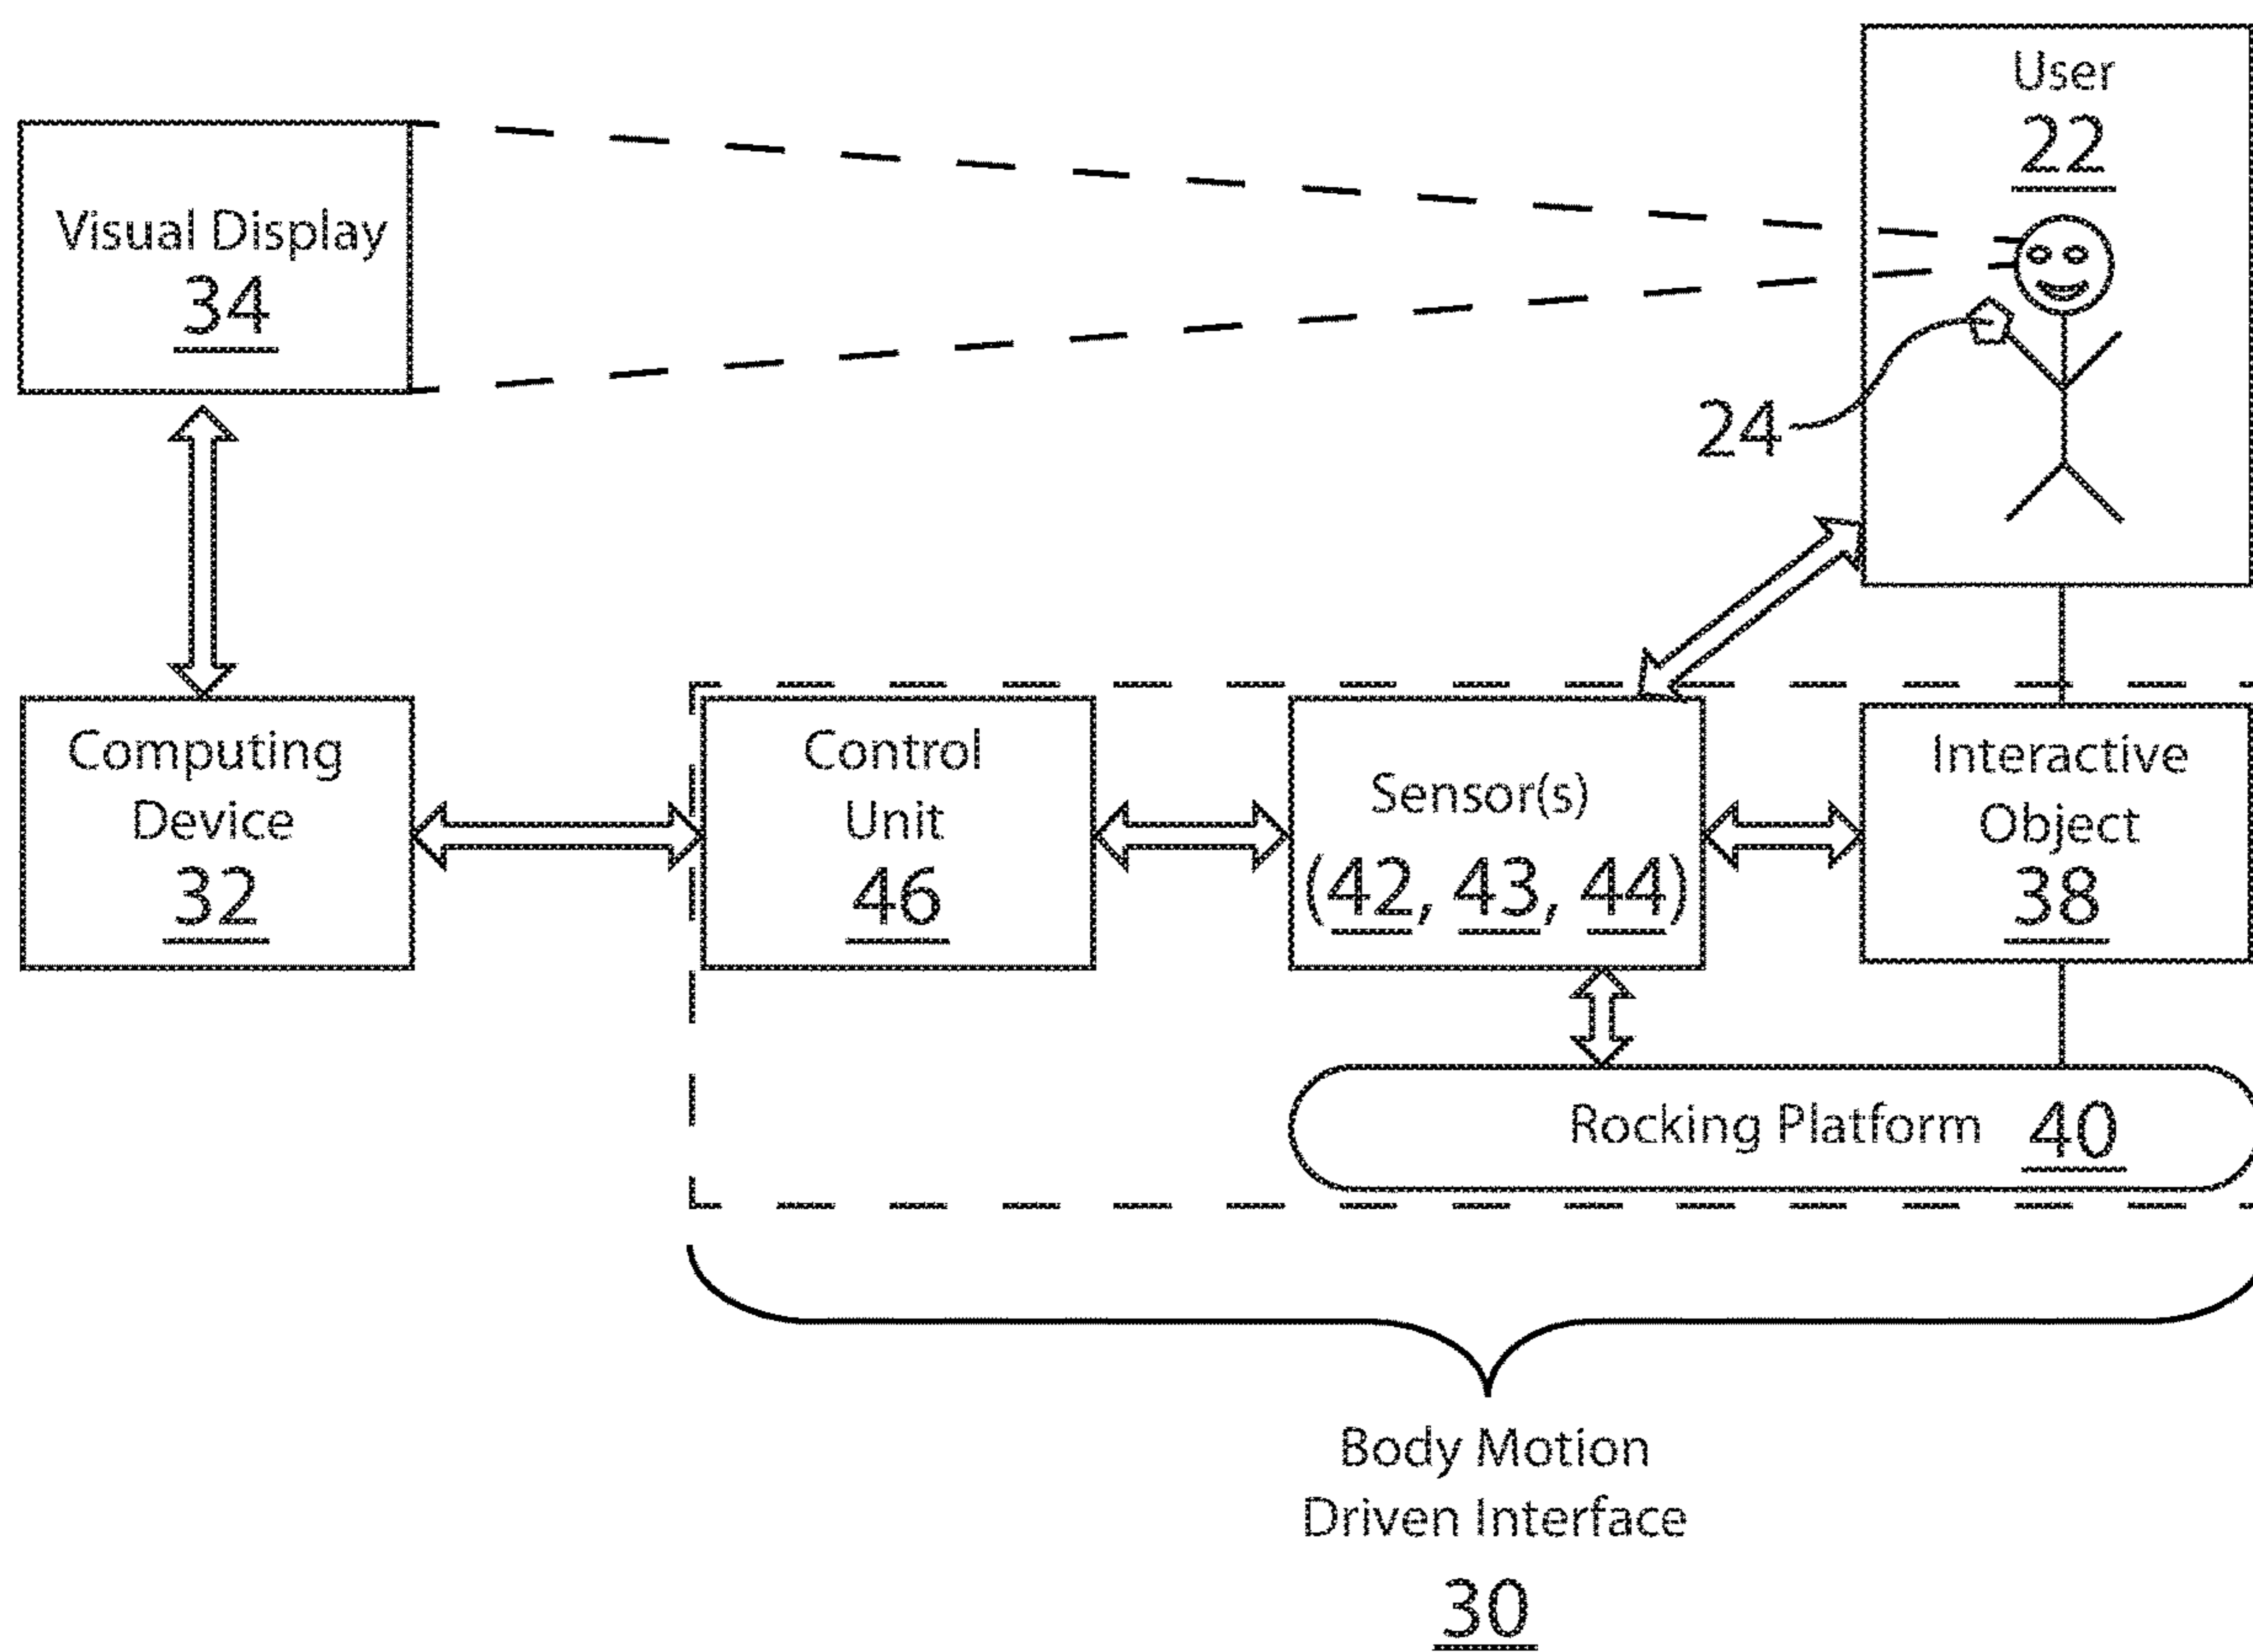 User
22
Visual Display
34
24
Computing
Device
32
Control
Unit
46
Sensor(s)
(42, 43, 44)
Interactive
Object
38
Rocking Platform 40
Body Motion
Driven Interface
30